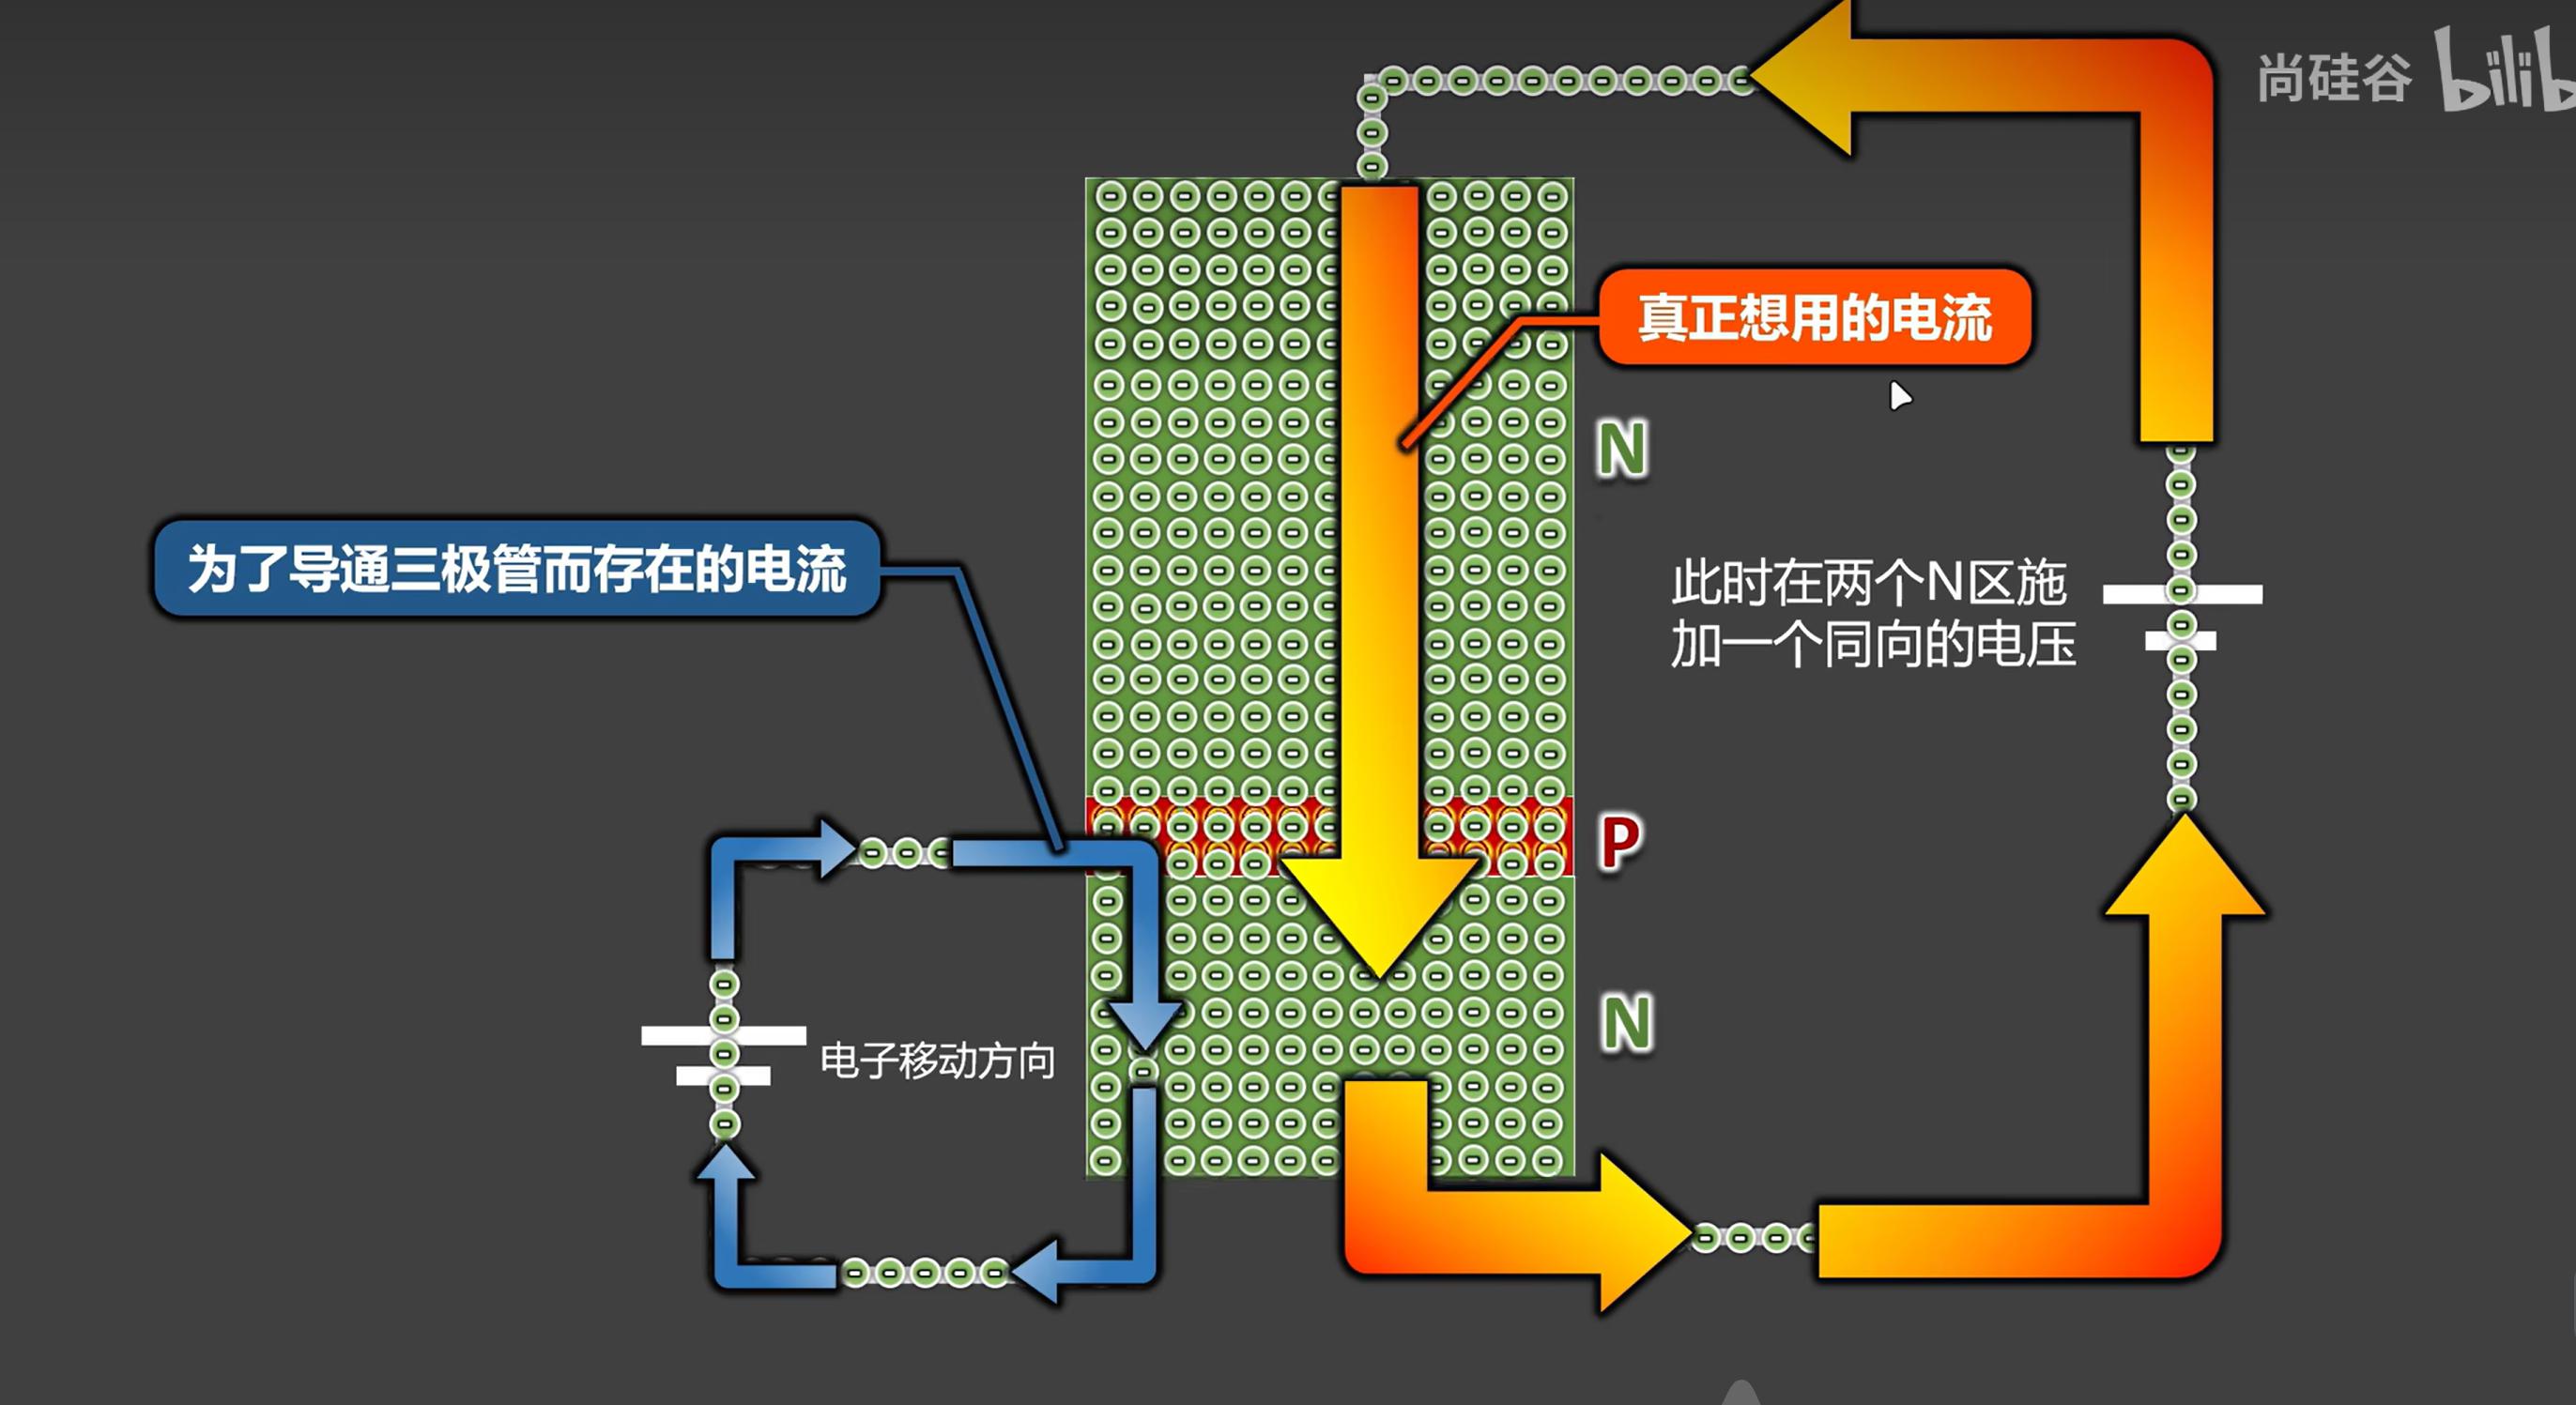 尚硅谷 bilib
真正想用的电流
N
为了导通三极管而存在的电流
此时在两个N区施
加一个同向的电压
P
N
电子移动方向